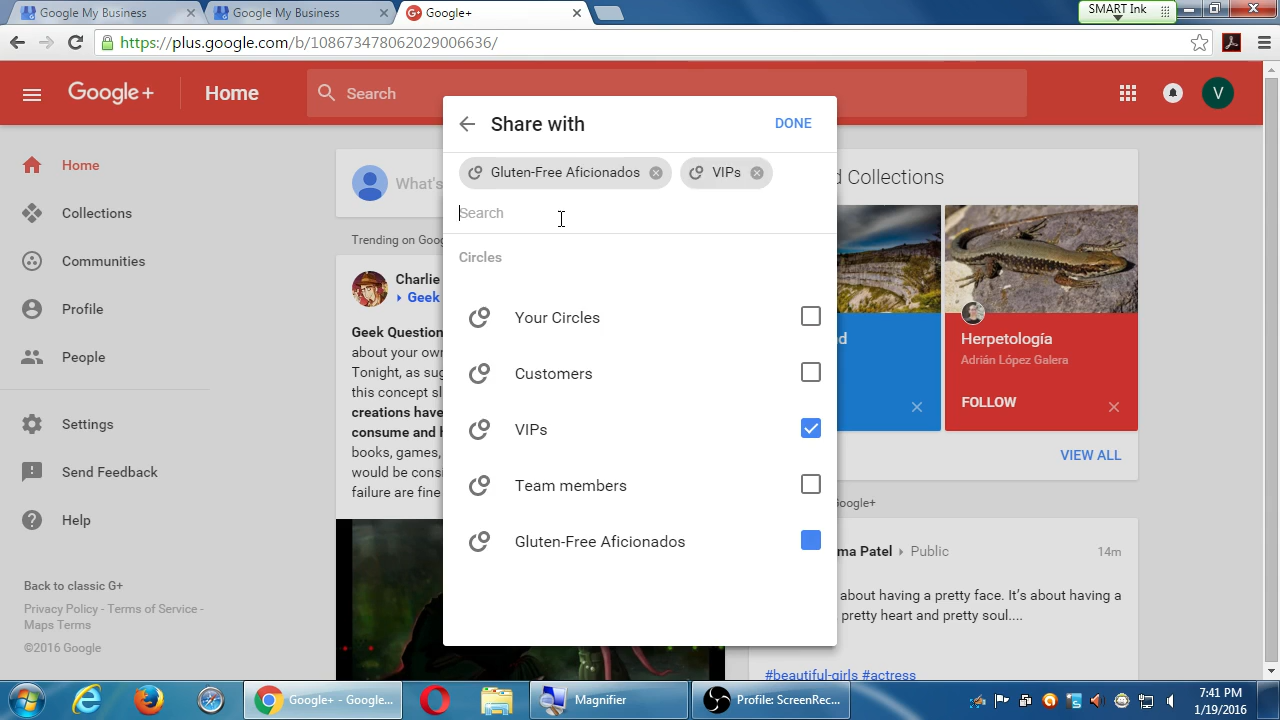 Google My Business
Google My Business
Google+
SMART Ink
https://plus.google.com/b/108673478062029006636/
Google+
Home
Search
V
Home
Collections
Communities
Profile
People
Settings
Send Feedback
Help
Back to classic G+
Privacy Policy - Terms of Service -
Maps Terms
©2016 Google
What's
Trending on Goog
Charlie
Geek
Geek Question
about your own
Tonight, as sug
this concept sl
creations have
consume and h
books, games,
would be cons
failure are fine
Share with
DONE
Gluten-Free Aficionados
VIPs
Search
Circles
Your Circles
Customers
VIPs
Team members
Gluten-Free Aficionados
d Collections
d
Herpetología
Adrián López Galera
FOLLOW
VIEW ALL
oogle+
ma Patel
Public
14m
about having a pretty face. It's about having a
pretty heart and pretty soul....
#beautiful-girls #actress
Google+ - Google...
Magnifier
Profile: ScreenRec...
7:41 PM
1/19/2016